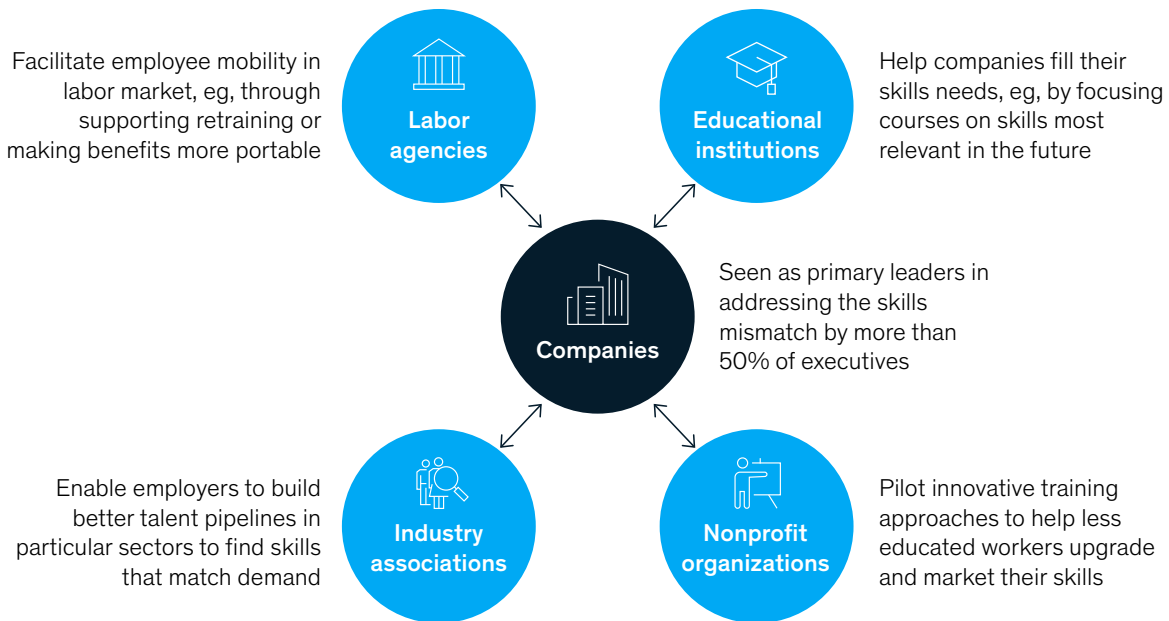 Facilitate employee mobility in
labor market, eg, through
supporting retraining or
making benefits more portable
Labor
agencies
Educational
institutions
Help companies fill their
skills needs, eg, by focusing
courses on skills most
relevant in the future
Companies
Seen as primary leaders in
addressing the skills
mismatch by more than
50% of executives
Enable employers to build
better talent pipelines in
particular sectors to find skills
that match demand
Industry
associations
Nonprofit
organizations
Pilot innovative training
approaches to help less
educated workers upgrade
and market their skills